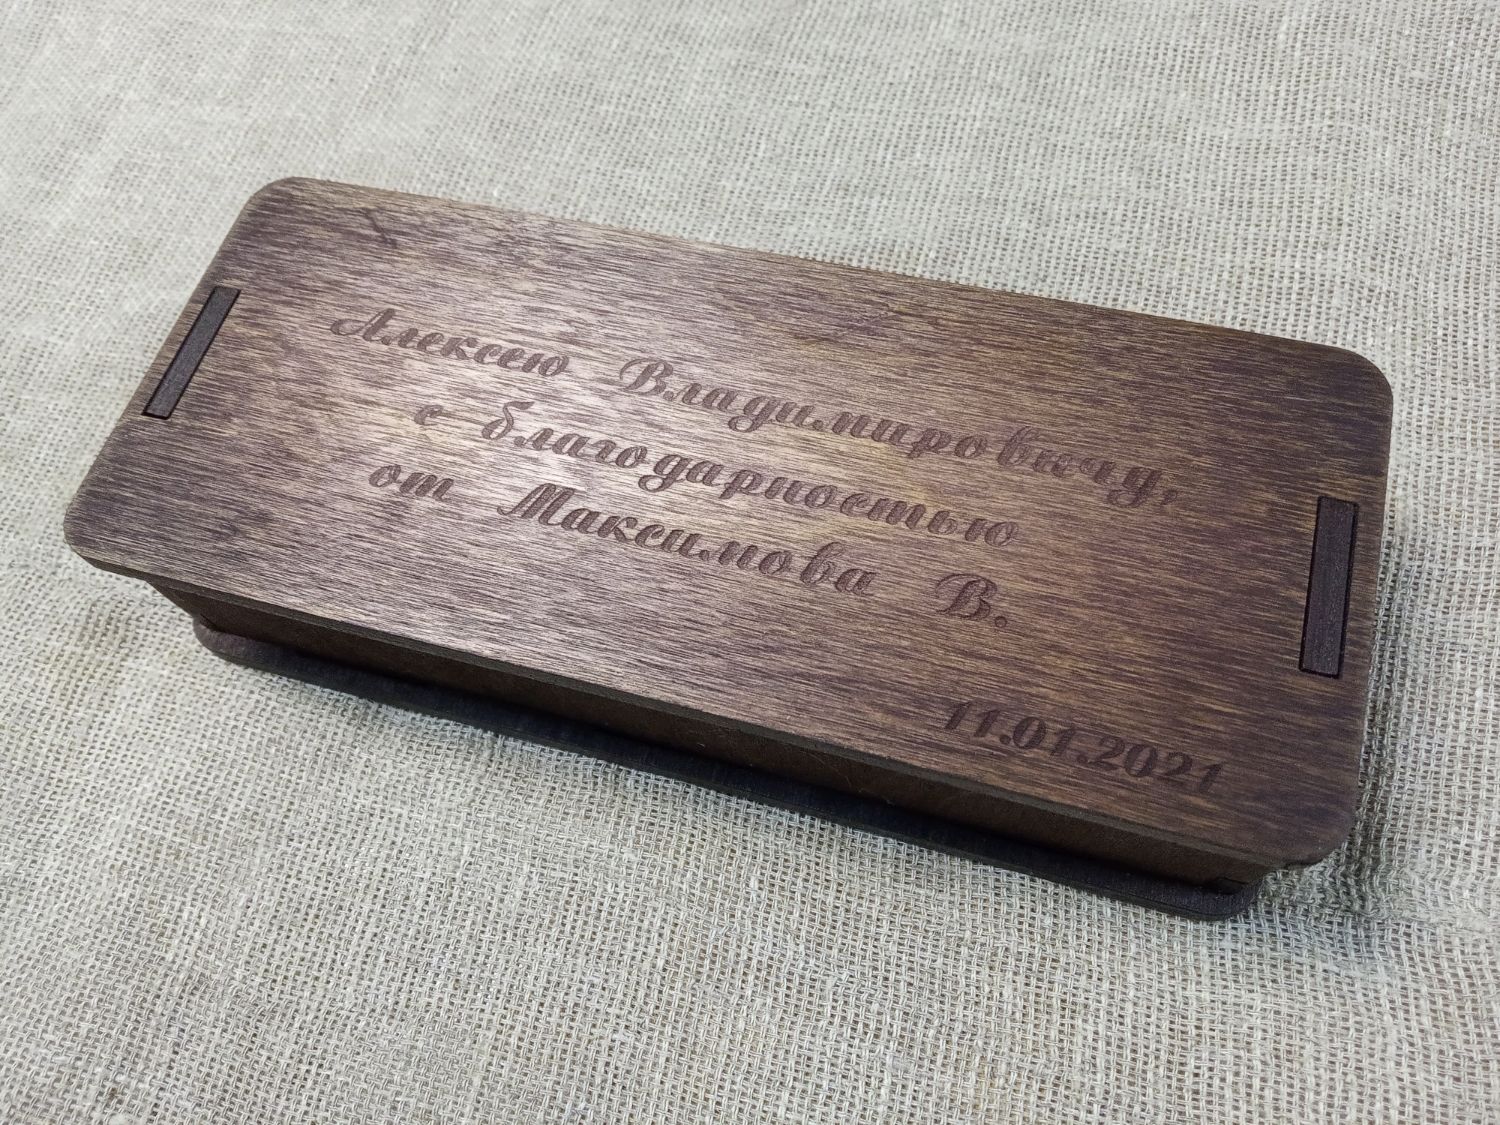 Алексею Владимировичу,
с благодарностью
от Максимова В.
11.01.2021